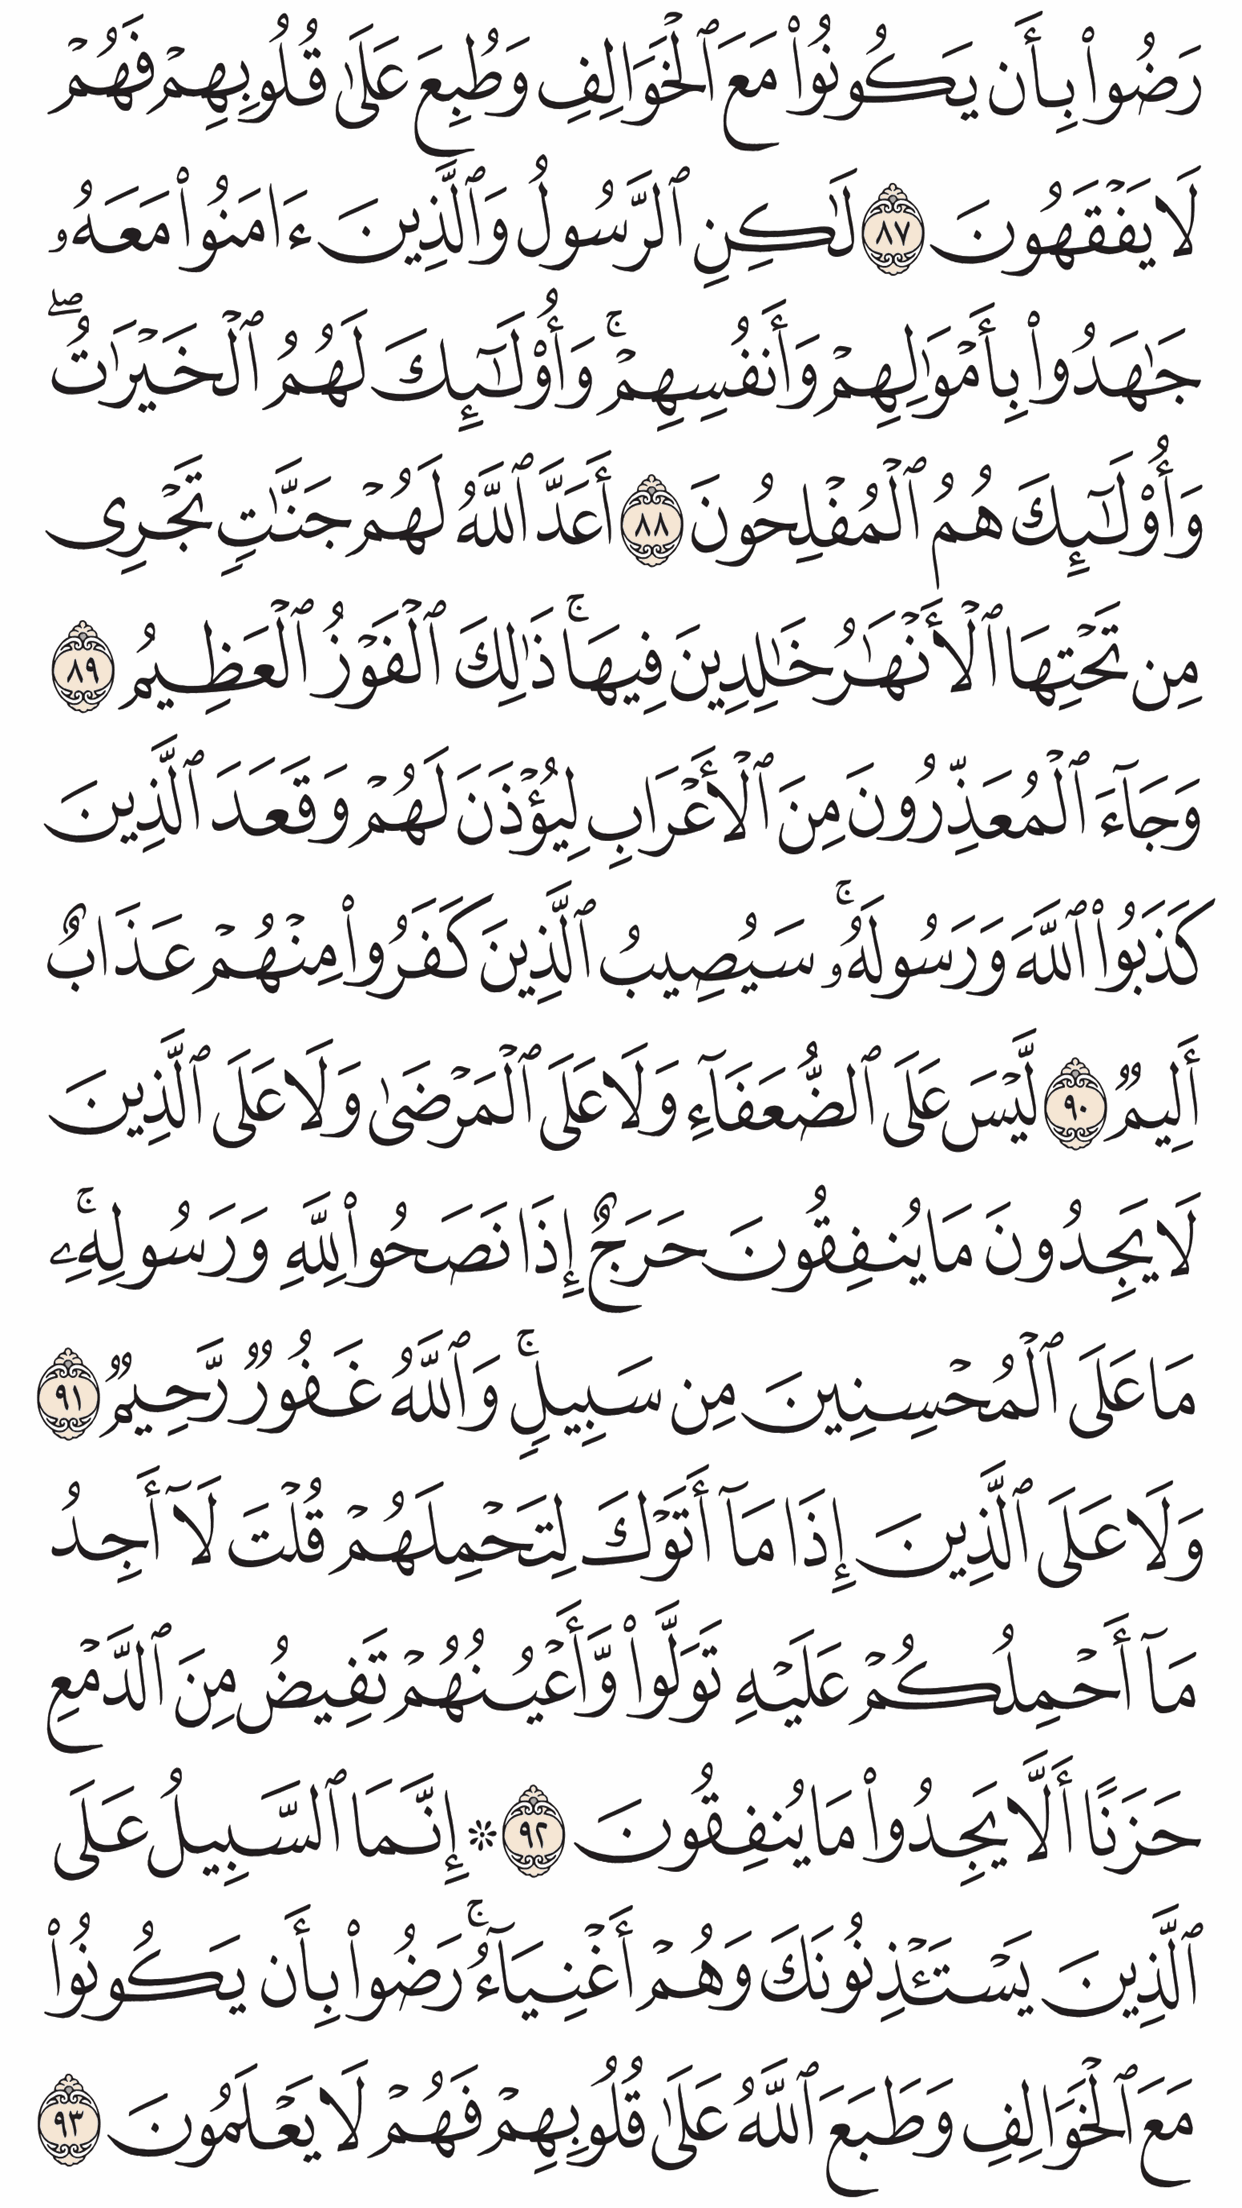 رَضُوا۟ بِأَن يَكُونُوا۟ مَعَ ٱلْخَوَالِفِ وَطُبِعَ عَلَىٰ قُلُوبِهِمْ فَهُمْ
لَا يَفْقَهُونَ ٨٧ لَٰكِنِ ٱلرَّسُولُ وَٱلَّذِينَ ءَامَنُوا۟ مَعَهُۥ
جَٰهَدُوا۟ بِأَمْوَٰلِهِمْ وَأَنفُسِهِمْ ۚ وَأُو۟لَٰٓئِكَ لَهُمُ ٱلْخَيْرَٰتُ ۖ
وَأُو۟لَٰٓئِكَ هُمُ ٱلْمُفْلِحُونَ ٨٨ أَعَدَّ ٱللَّهُ لَهُمْ جَنَّٰتٍ تَجْرِى
مِن تَحْتِهَا ٱلْأَنْهَٰرُ خَٰلِدِينَ فِيهَا ۚ ذَٰلِكَ ٱلْفَوْزُ ٱلْعَظِيمُ ٨٩
وَجَآءَ ٱلْمُعَذِّرُونَ مِنَ ٱلْأَعْرَابِ لِيُؤْذَنَ لَهُمْ وَقَعَدَ ٱلَّذِينَ
كَذَبُوا۟ ٱللَّهَ وَرَسُولَهُۥ ۚ سَيُصِيبُ ٱلَّذِينَ كَفَرُوا۟ مِنْهُمْ عَذَابٌ
أَلِيمٌ ٩٠ لَّيْسَ عَلَى ٱلضُّعَفَآءِ وَلَا عَلَى ٱلْمَرْضَىٰ وَلَا عَلَى ٱلَّذِينَ
لَا يَجِدُونَ مَا يُنفِقُونَ حَرَجٌ إِذَا نَصَحُوا۟ لِلَّهِ وَرَسُولِهِۦ ۚ
مَا عَلَى ٱلْمُحْسِنِينَ مِن سَبِيلٍ ۚ وَٱللَّهُ غَفُورٌ رَّحِيمٌ ٩١
وَلَا عَلَى ٱلَّذِينَ إِذَا مَآ أَتَوْكَ لِتَحْمِلَهُمْ قُلْتَ لَآ أَجِدُ
مَآ أَحْمِلُكُمْ عَلَيْهِ تَوَلَّوا۟ وَّأَعْيُنُهُمْ تَفِيضُ مِنَ ٱلدَّمْعِ
حَزَنًا أَلَّا يَجِدُوا۟ مَا يُنفِقُونَ ٩٢ ۞ إِنَّمَا ٱلسَّبِيلُ عَلَى
ٱلَّذِينَ يَسْتَـْٔذِنُونَكَ وَهُمْ أَغْنِيَآءُ ۚ رَضُوا۟ بِأَن يَكُونُوا۟
مَعَ ٱلْخَوَالِفِ وَطَبَعَ ٱللَّهُ عَلَىٰ قُلُوبِهِمْ فَهُمْ لَا يَعْلَمُونَ ٩٣